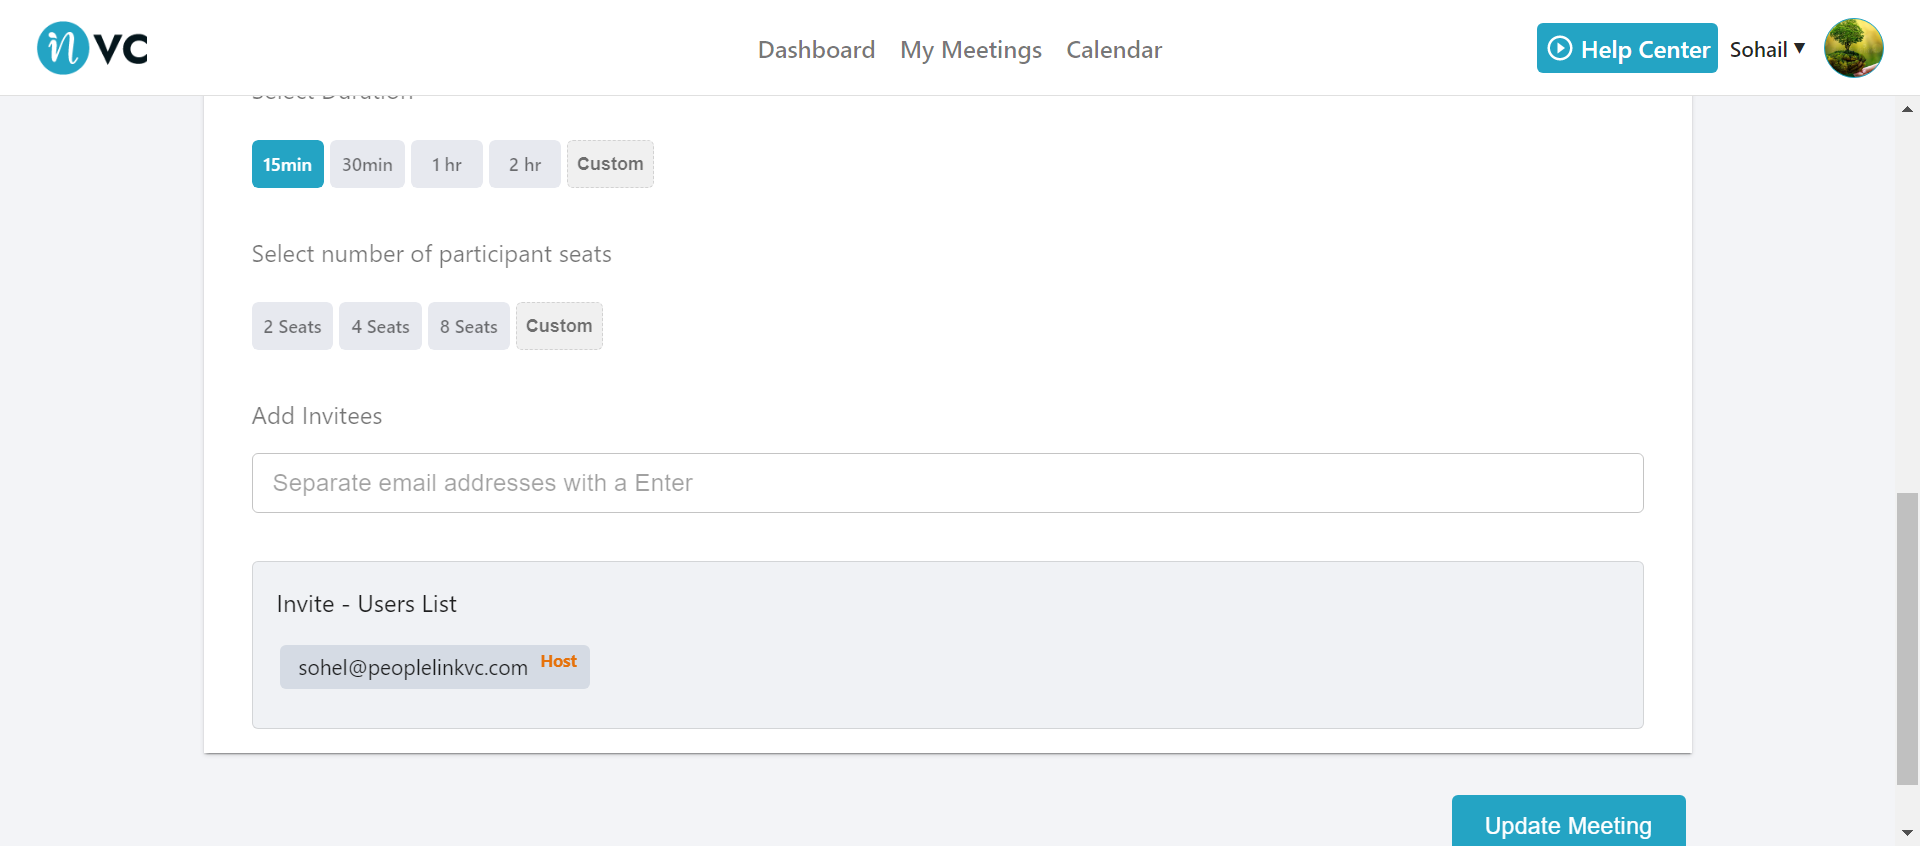 n VC
Dashboard My Meetings Calendar
Help Center Sohail ▼
Select Duration
15min 30min 1 hr 2 hr Custom
Select number of participant seats
2 Seats 4 Seats 8 Seats Custom
Add Invitees
Separate email addresses with a Enter
Invite - Users List
sohel@peoplelinkvc.com Host
Update Meeting